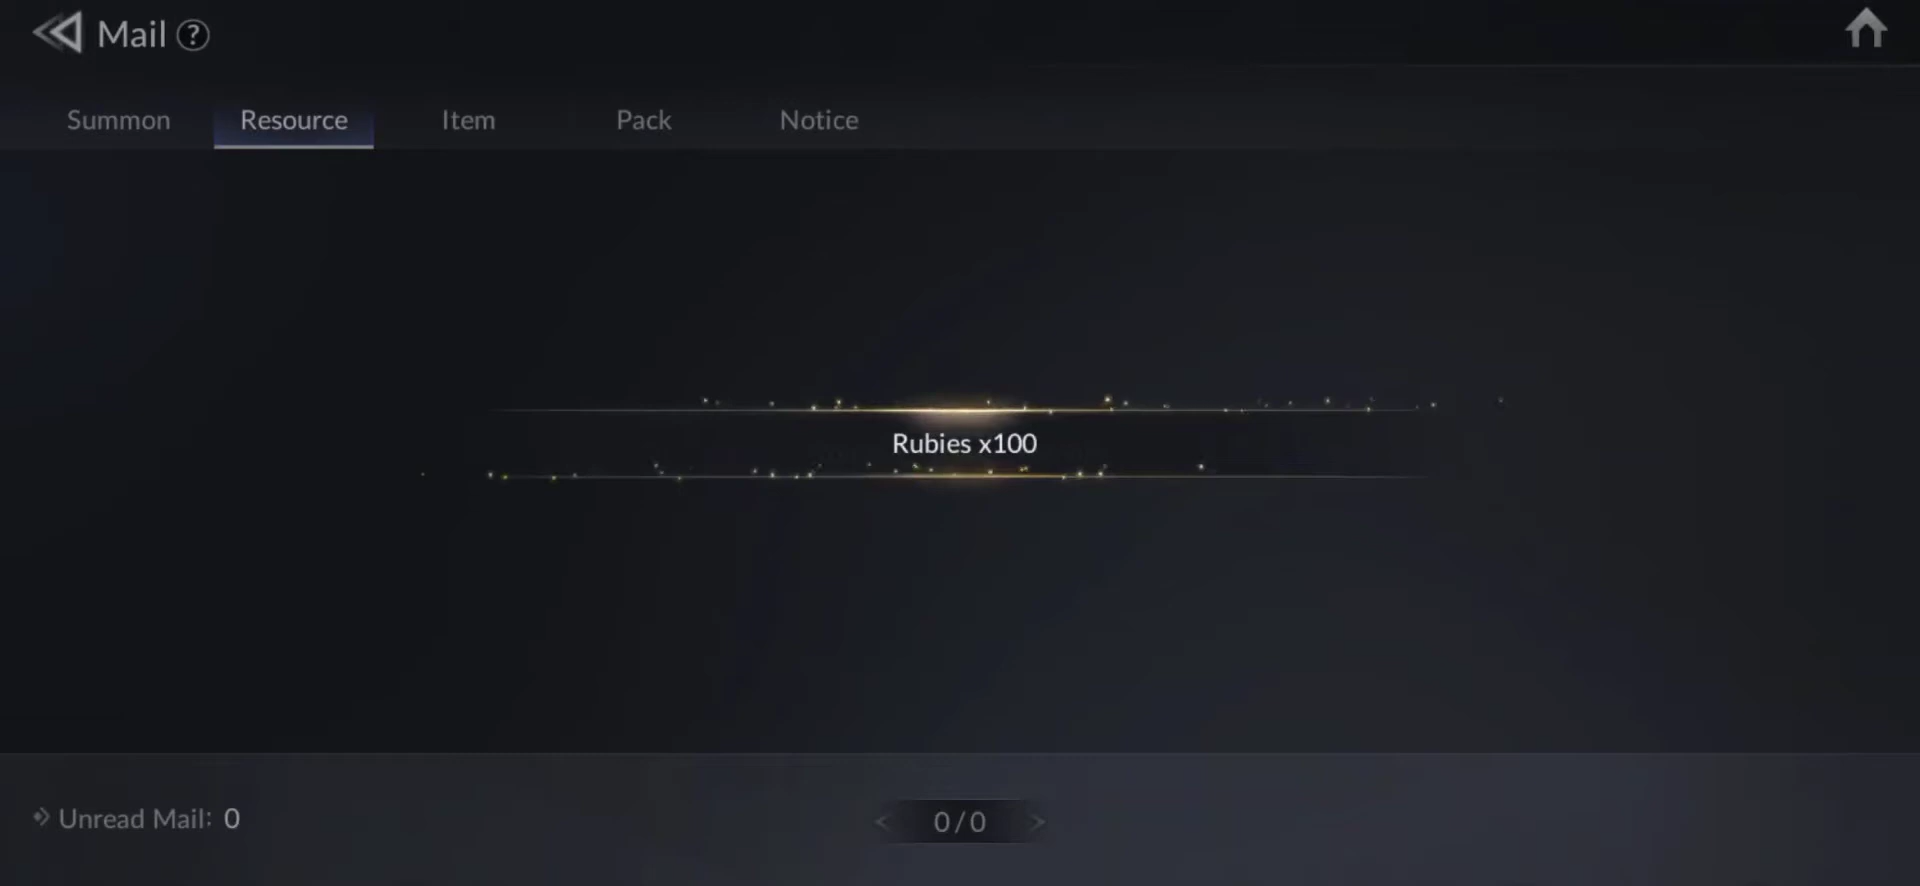 Mail ?
Summon Resource Item Pack Notice
Rubies x100
Unread Mail: 0
< 0/0 >